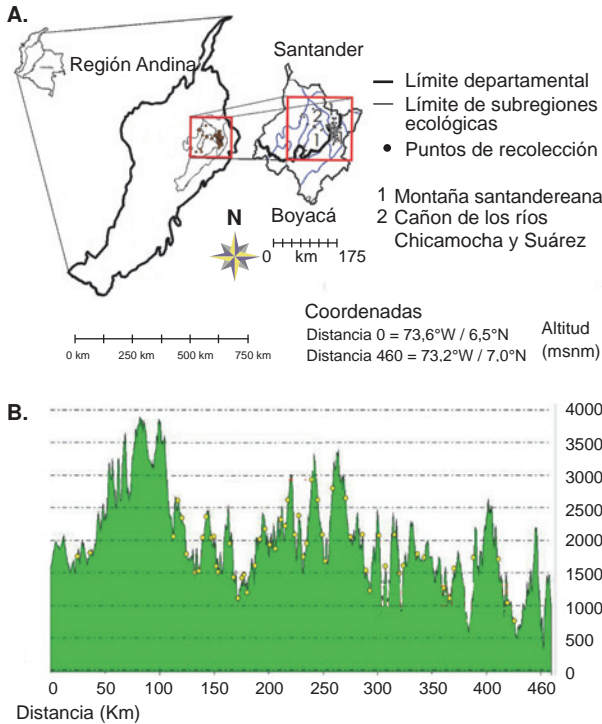 A.
Región Andina
Santander
Límite departamental
Límite de subregiones
ecológicas
Puntos de recolección
2
1
1 Montaña santandereana
2 Cañon de los ríos
Chicamocha y Suárez
Boyacá
N
0 km 175
Coordenadas
Distancia 0 = 73,6°W / 6,5°N
Distancia 460 = 73,2°W / 7,0°N
Altitud
(msnm)
0 km 250 km 500 km 750 km
B.
4000
3500
3000
2500
2000
1500
1000
500
0
0 50 100 150 200 250 300 350 400 460
Distancia (Km)